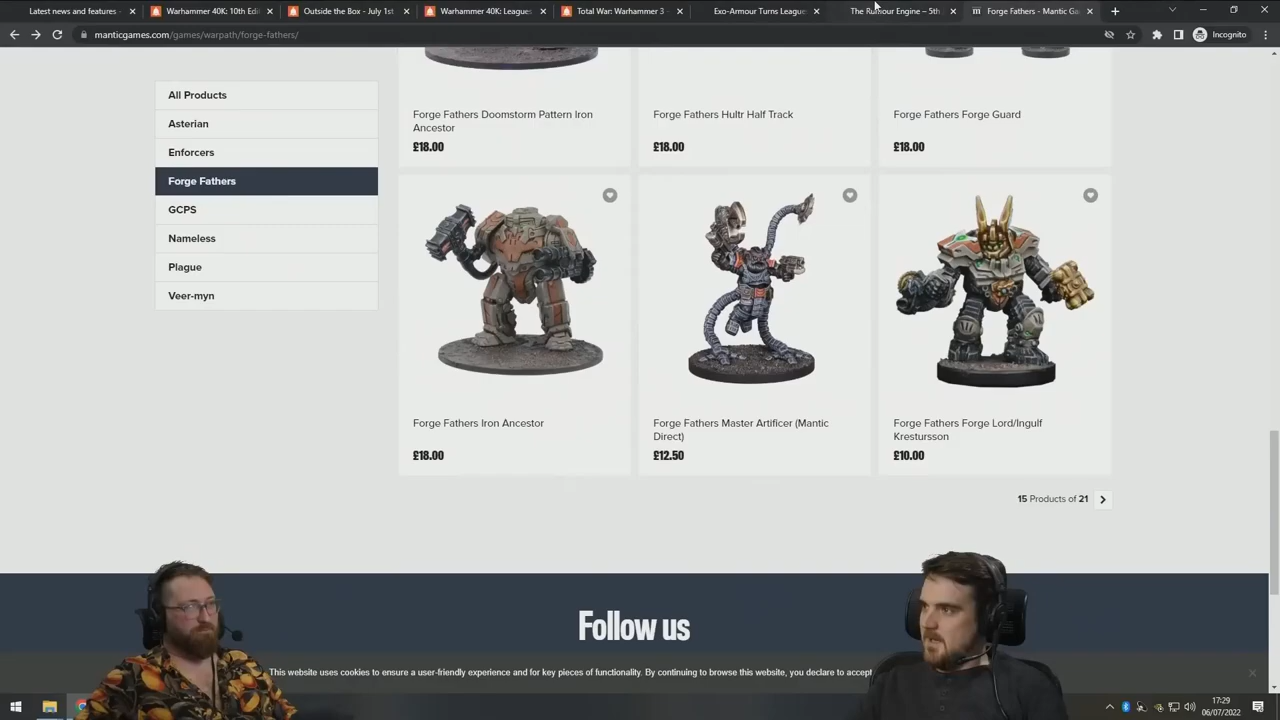 Latest news and features -
Warhammer 40K: 10th Edi
Outside the Box - July 1st
Warhammer 40K: Leagues
Total War: Warhammer 3 -
Exo-Armour Turns League
The Honour Engine - 5th
Forge Fathers - Mantic Ga
manticgames.com/games/warpath/forge-fathers/
Incognito
All Products
Asterian
Enforcers
Forge Fathers
GCPS
Nameless
Plague
Veer-myn
Forge Fathers Doomstorm Pattern Iron
Ancestor
£18.00
Forge Fathers Hultr Half Track
£18.00
Forge Fathers Forge Guard
£18.00
Forge Fathers Iron Ancestor
£18.00
Forge Fathers Master Artificer (Mantic
Direct)
£12.50
Forge Fathers Forge Lord/Ingulf
Krestursson
£10.00
15 Products of 21
Follow us
This website uses cookies to ensure a user-friendly experience and for key pieces of functionality. By continuing to browse this website, you declare to accept
17:29
06/07/2022